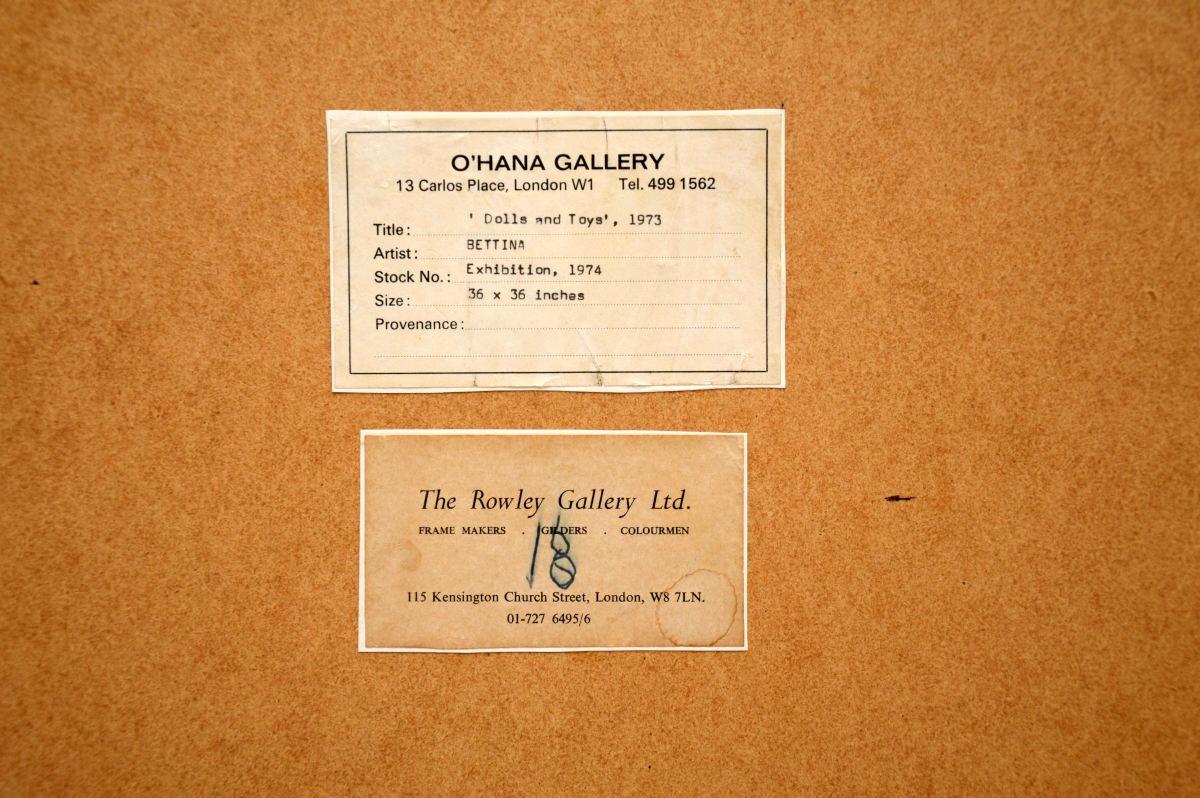 O'HANA GALLERY
13 Carlos Place, London W1 Tel. 499 1562
Title: ' Dolls and Toys', 1973
Artist: BETTINA
Stock No.: Exhibition, 1974
Size: 36 x 36 inches
Provenance:
The Rowley Gallery Ltd.
FRAME MAKERS . GILDERS . COLOURMEN
18
115 Kensington Church Street, London, W8 7LN.
01-727 6495/6